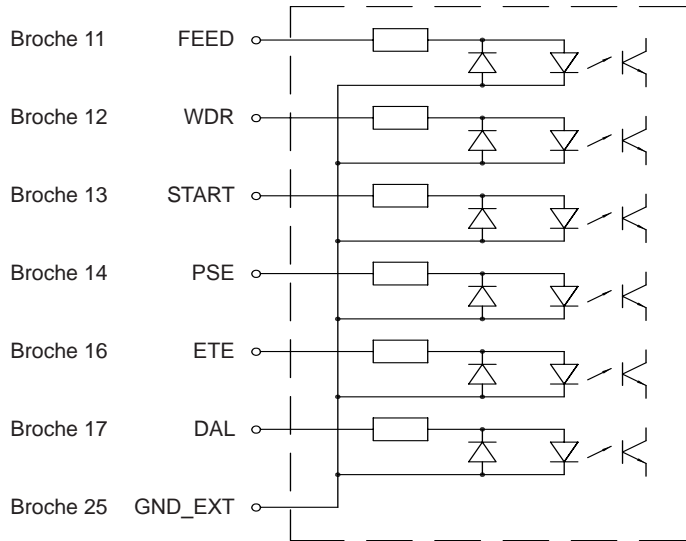 Broche 11 FEED
Broche 12 WDR
Broche 13 START
Broche 14 PSE
Broche 16 ETE
Broche 17 DAL
Broche 25 GND_EXT